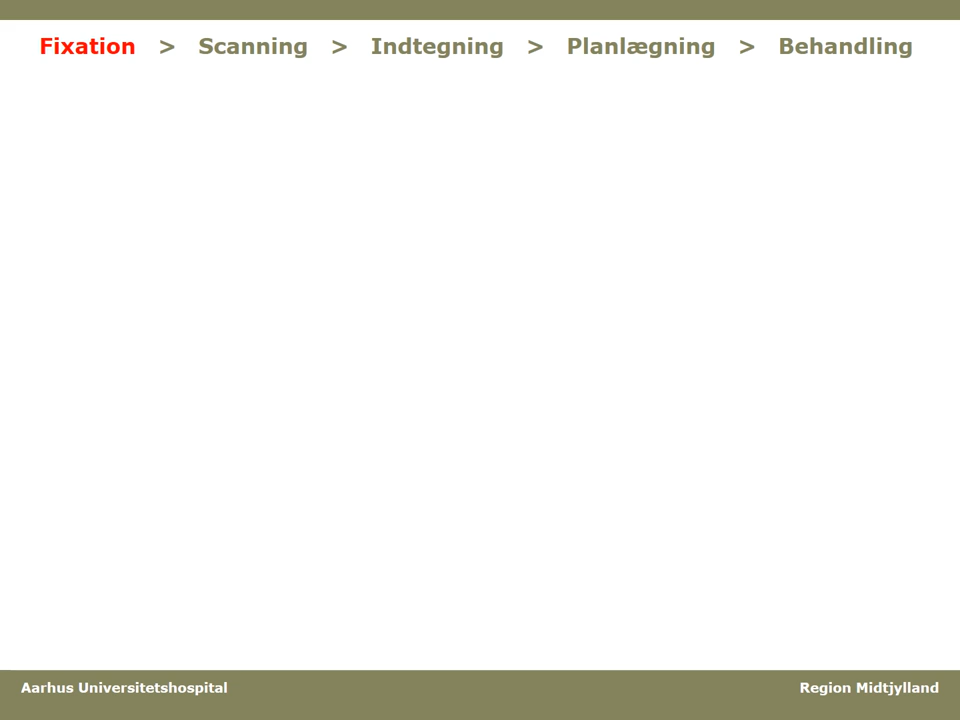 Fixation > Scanning > Indtegning > Planlægning > Behandling
Aarhus Universitetshospital
Region Midtjylland